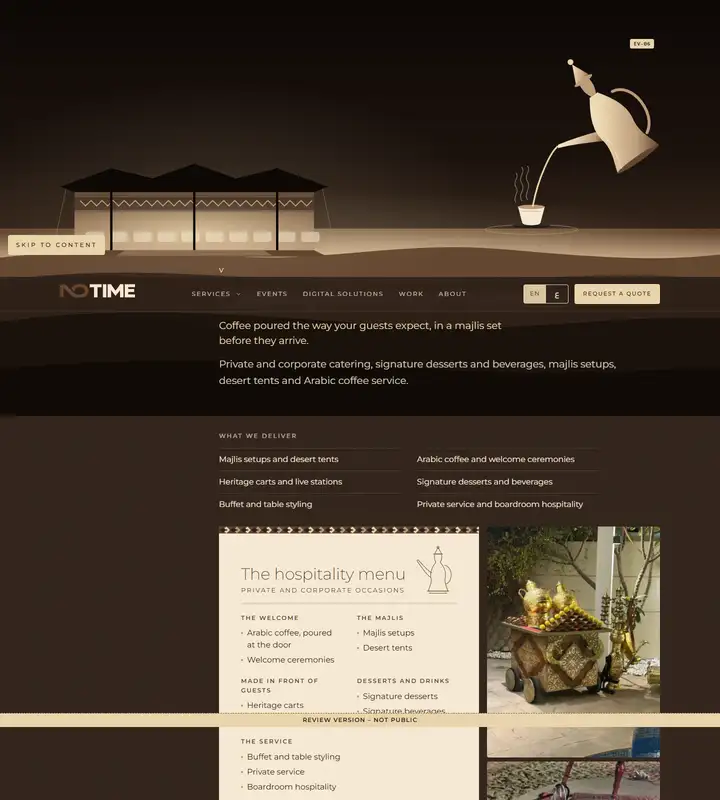 EV-06
SKIP TO CONTENT
V
NOTIME
SERVICES
EVENTS
DIGITAL SOLUTIONS
WORK
ABOUT
EN
ع
REQUEST A QUOTE
Coffee poured the way your guests expect, in a majlis set
before they arrive.
Private and corporate catering, signature desserts and beverages, majlis setups,
desert tents and Arabic coffee service.
WHAT WE DELIVER
Majlis setups and desert tents
Arabic coffee and welcome ceremonies
Heritage carts and live stations
Signature desserts and beverages
Buffet and table styling
Private service and boardroom hospitality
The hospitality menu
PRIVATE AND CORPORATE OCCASIONS
THE WELCOME
Arabic coffee, poured
at the door
Welcome ceremonies
THE MAJLIS
Majlis setups
Desert tents
MADE IN FRONT OF
GUESTS
Heritage carts
DESSERTS AND DRINKS
Signature desserts
Signature beverages
REVIEW VERSION – NOT PUBLIC
THE SERVICE
Buffet and table styling
Private service
Boardroom hospitality